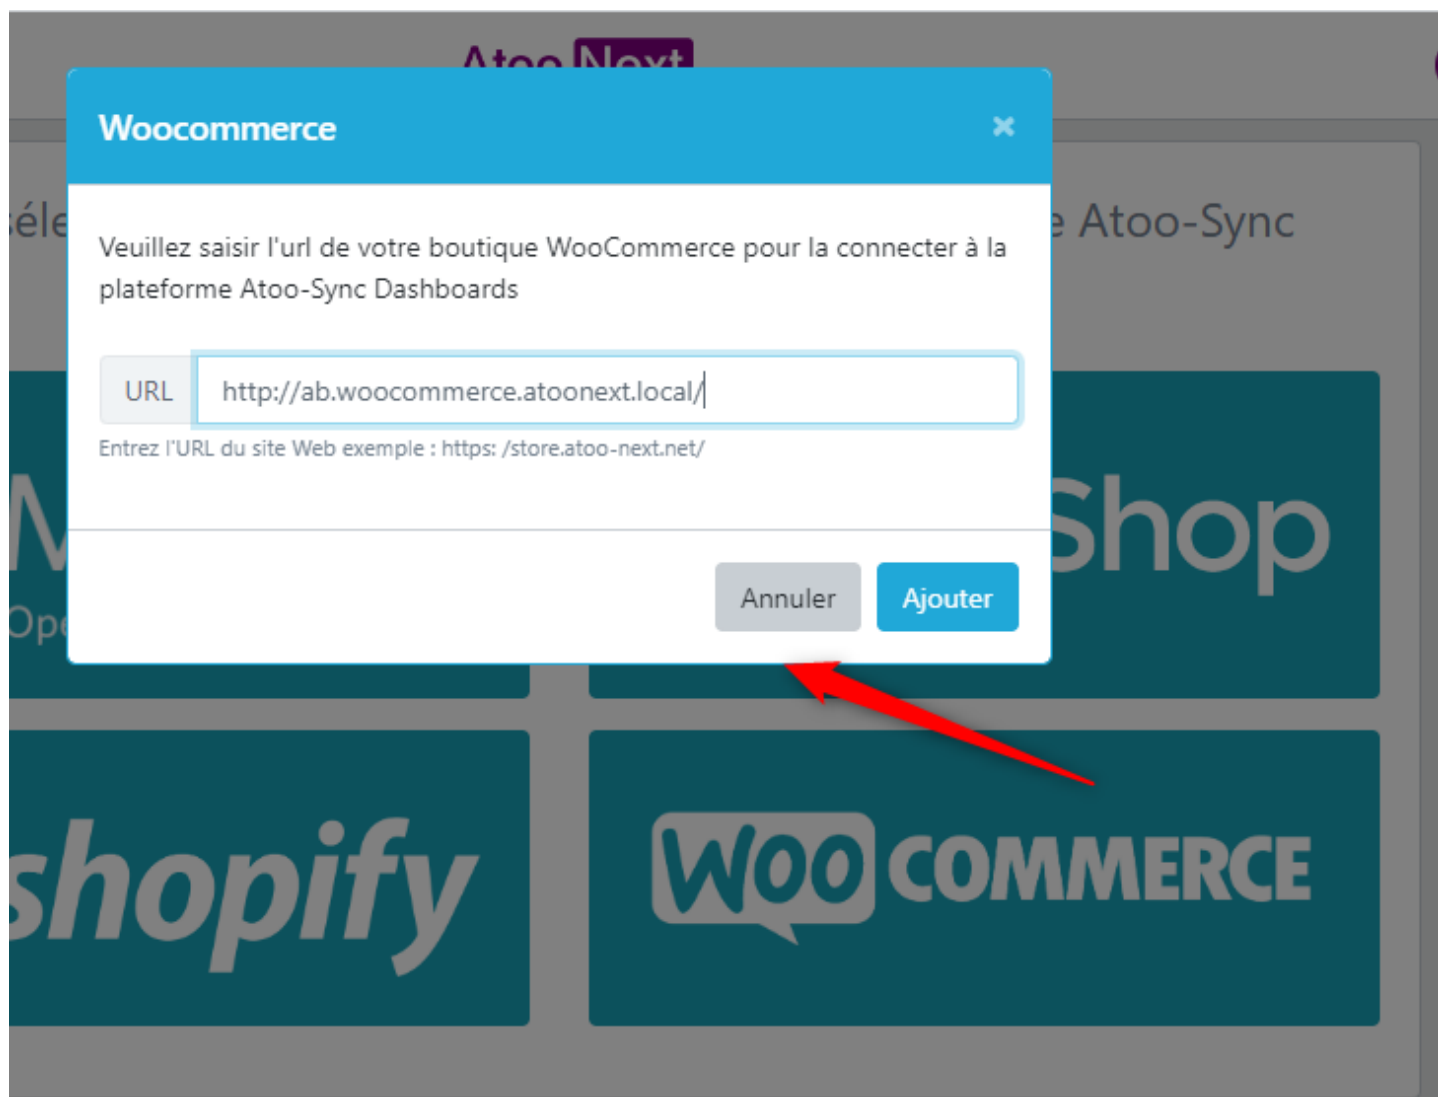 Atoo Next
Woocommerce
×
e Atoo-Sync
Veuillez saisir l'url de votre boutique WooCommerce pour la connecter à la
plateforme Atoo-Sync Dashboards
URL http://ab.woocommerce.atoonext.local/
Entrez l'URL du site Web exemple : https: /store.atoo-next.net/
Shop
Annuler Ajouter
shopify
WOO COMMERCE